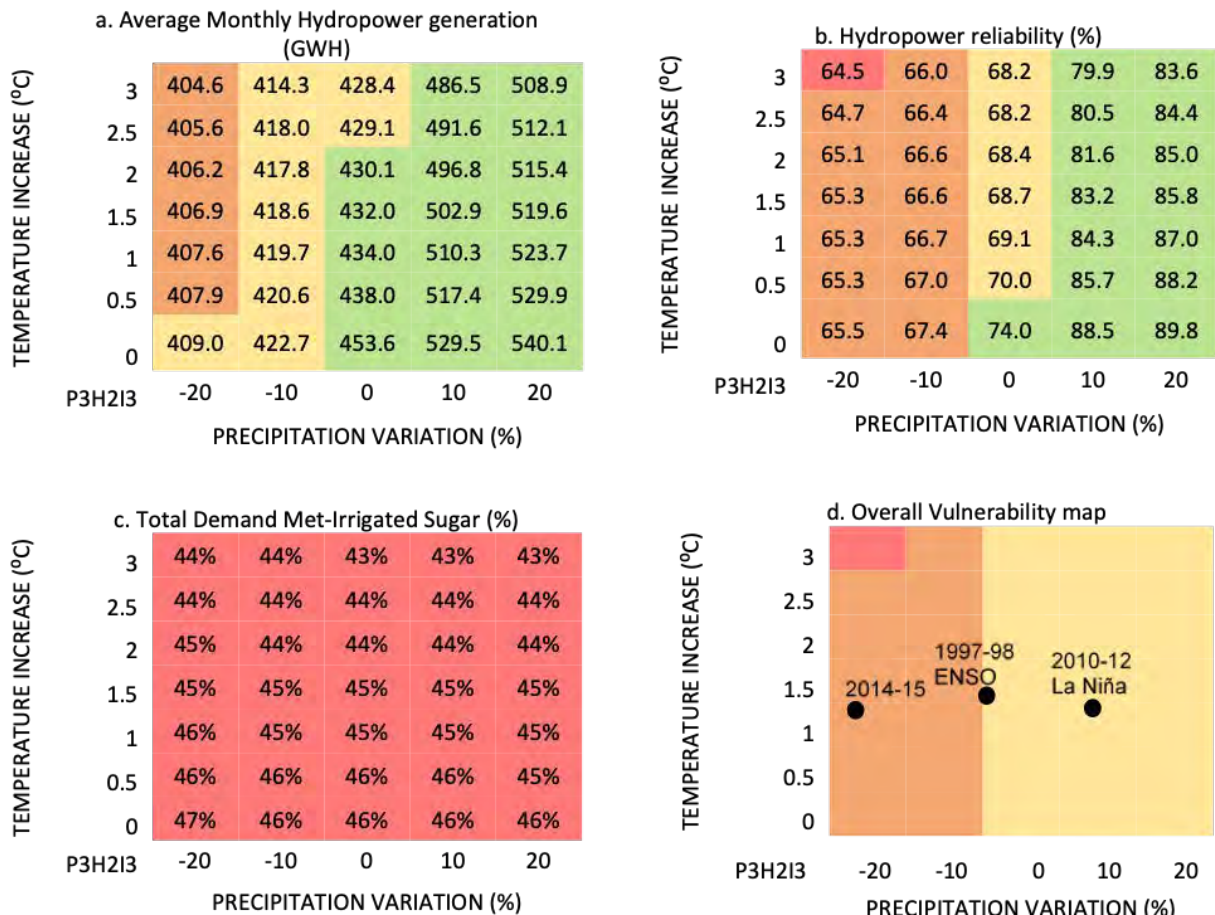 a. Average Monthly Hydropower generation
(GWH)
TEMPERATURE INCREASE (⁰C)
3 404.6 414.3 428.4 486.5 508.9
2.5 405.6 418.0 429.1 491.6 512.1
2 406.2 417.8 430.1 496.8 515.4
1.5 406.9 418.6 432.0 502.9 519.6
1 407.6 419.7 434.0 510.3 523.7
0.5 407.9 420.6 438.0 517.4 529.9
0 409.0 422.7 453.6 529.5 540.1
P3H2I3 -20 -10 0 10 20
PRECIPITATION VARIATION (%)
b. Hydropower reliability (%)
TEMPERATURE INCREASE (⁰C)
3 64.5 66.0 68.2 79.9 83.6
2.5 64.7 66.4 68.2 80.5 84.4
2 65.1 66.6 68.4 81.6 85.0
1.5 65.3 66.6 68.7 83.2 85.8
1 65.3 66.7 69.1 84.3 87.0
0.5 65.3 67.0 70.0 85.7 88.2
0 65.5 67.4 74.0 88.5 89.8
P3H2I3 -20 -10 0 10 20
PRECIPITATION VARIATION (%)
c. Total Demand Met-Irrigated Sugar (%)
TEMPERATURE INCREASE (⁰C)
3 44% 44% 43% 43% 43%
2.5 44% 44% 44% 44% 44%
2 45% 44% 44% 44% 44%
1.5 45% 45% 45% 45% 45%
1 46% 45% 45% 45% 45%
0.5 46% 46% 46% 46% 45%
0 47% 46% 46% 46% 46%
P3H2I3 -20 -10 0 10 20
PRECIPITATION VARIATION (%)
d. Overall Vulnerability map
TEMPERATURE INCREASE (⁰C)
3
2.5
2
1.5
1
0.5
0
1997-98
ENSO
2010-12
La Niña
2014-15
P3H2I3 -20 -10 0 10 20
PRECIPITATION VARIATION (%)